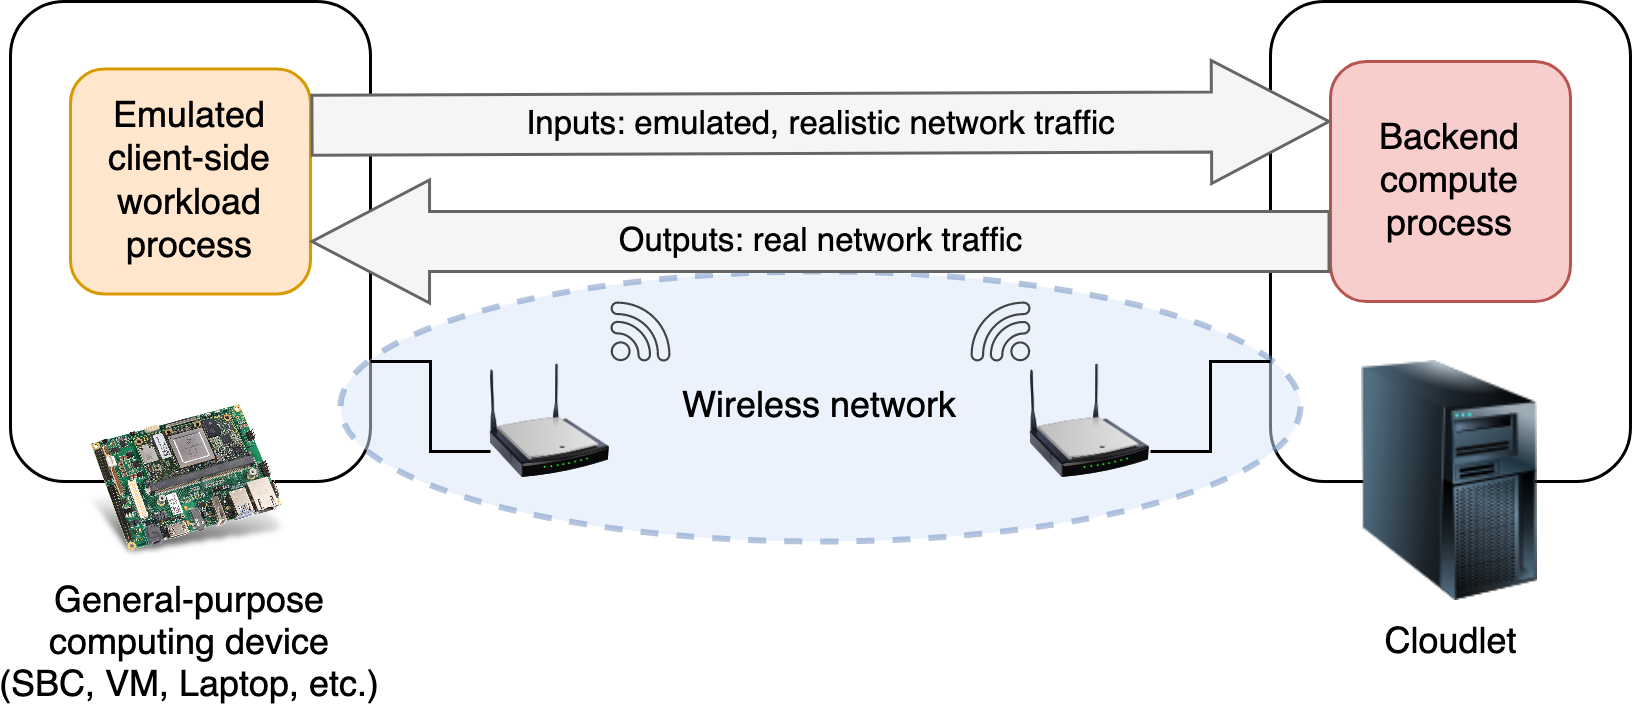 Emulated
client-side
workload
process
Inputs: emulated, realistic network traffic
Outputs: real network traffic
Backend
compute
process
Wireless network
General-purpose
computing device
(SBC, VM, Laptop, etc.)
Cloudlet